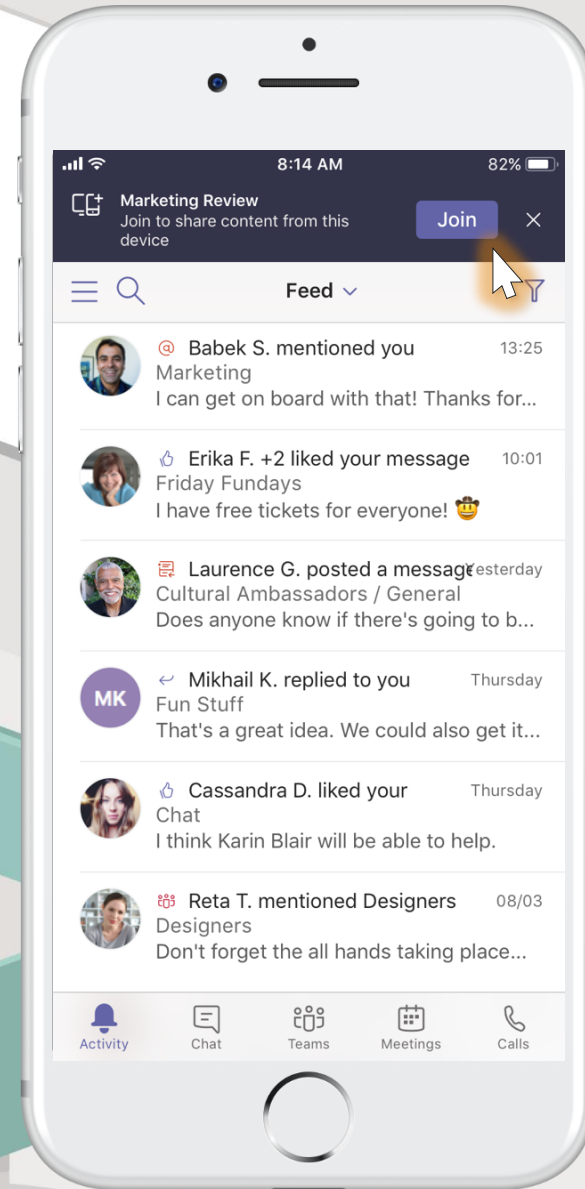 8:14 AM
82%
Marketing Review
Join to share content from this
device
Join
Feed
@ Babek S. mentioned you 13:25
Marketing
I can get on board with that! Thanks for...
Erika F. +2 liked your message 10:01
Friday Fundays
I have free tickets for everyone! 🤠
Laurence G. posted a message Yesterday
Cultural Ambassadors / General
Does anyone know if there's going to b...
MK
Mikhail K. replied to you Thursday
Fun Stuff
That's a great idea. We could also get it...
Cassandra D. liked your Thursday
Chat
I think Karin Blair will be able to help.
Reta T. mentioned Designers 08/03
Designers
Don't forget the all hands taking place...
Activity Chat Teams Meetings Calls